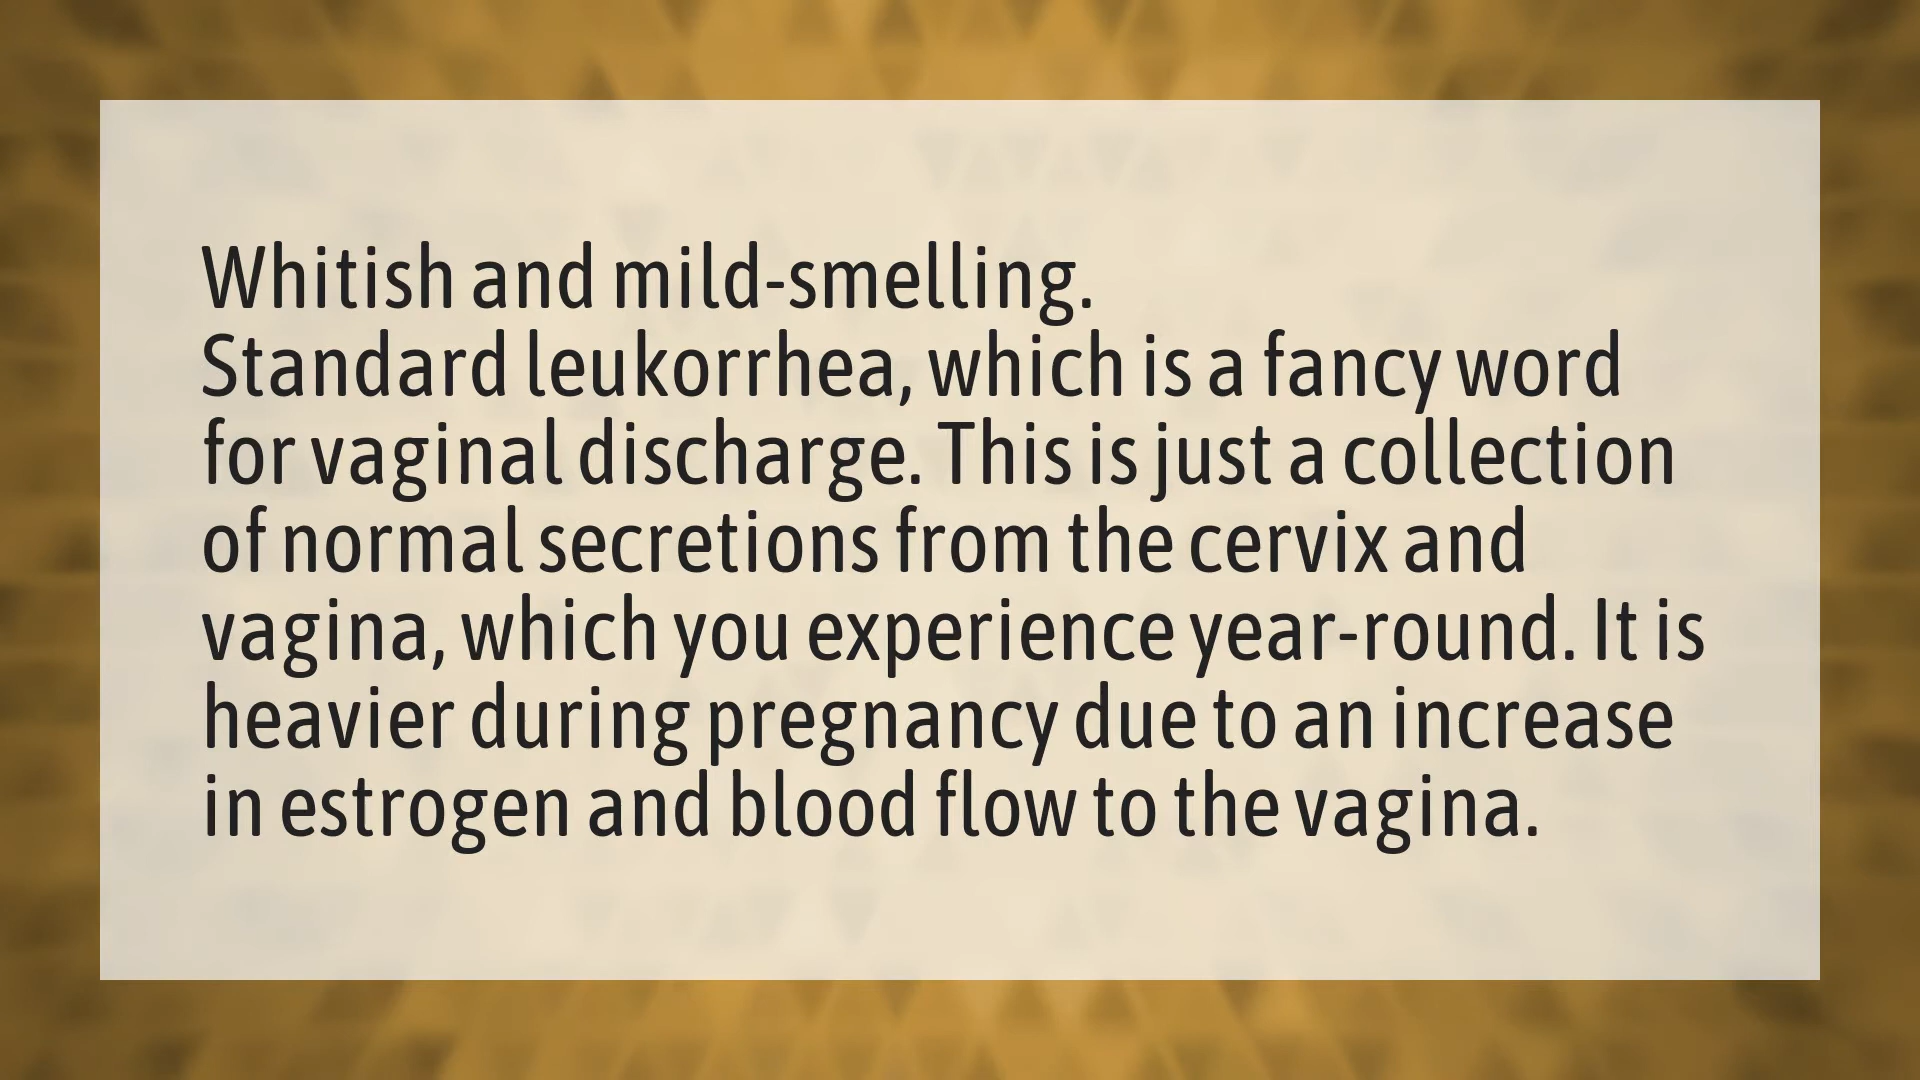 Whitish and mild-smelling.
Standard leukorrhea, which is a fancy word
for vaginal discharge. This is just a collection
of normal secretions from the cervix and
vagina, which you experience year-round. It is
heavier during pregnancy due to an increase
in estrogen and blood flow to the vagina.